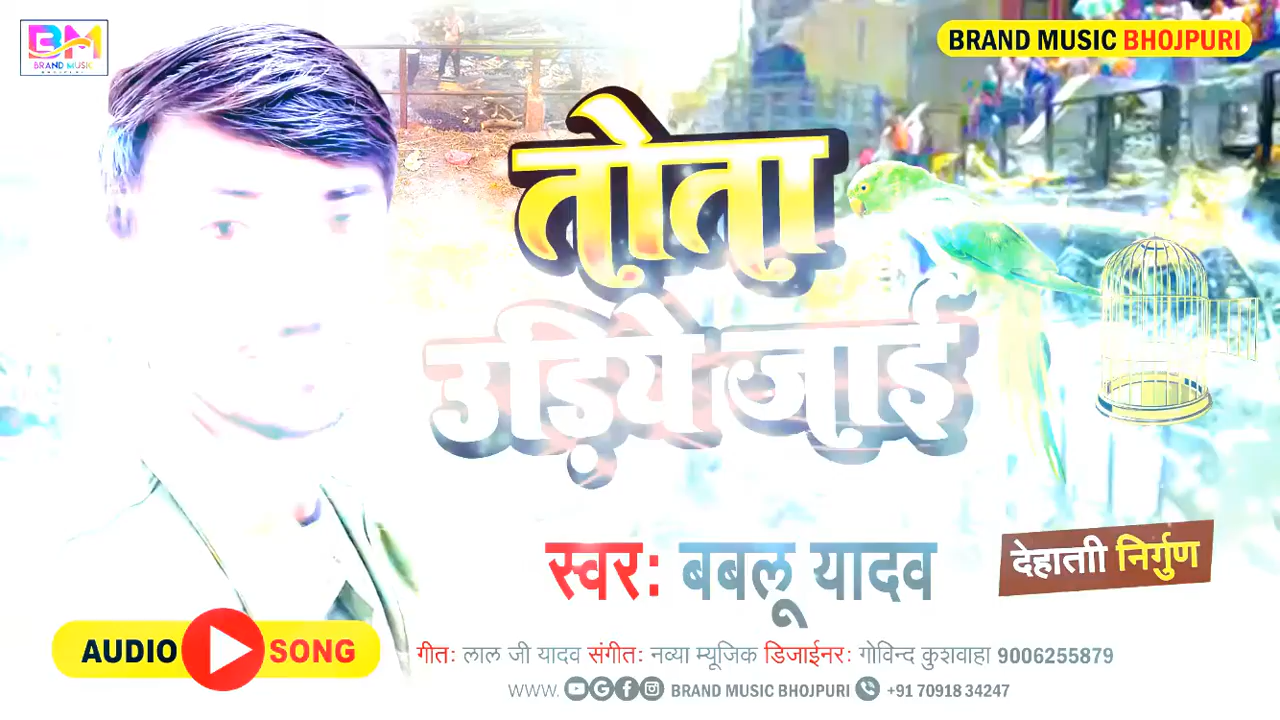 BM
BRAND MUSIC
BHOJPURI
BRAND MUSIC BHOJPURI
तोता
उड़िये जाई
स्वरः बबलू यादव
देहाती निर्गुण
AUDIO SONG
गीतः लाल जी यादव संगीतः नव्या म्यूजिक डिजाईनरः गोविन्द कुशवाहा 9006255879
www. BRAND MUSIC BHOJPURI +91 70918 34247